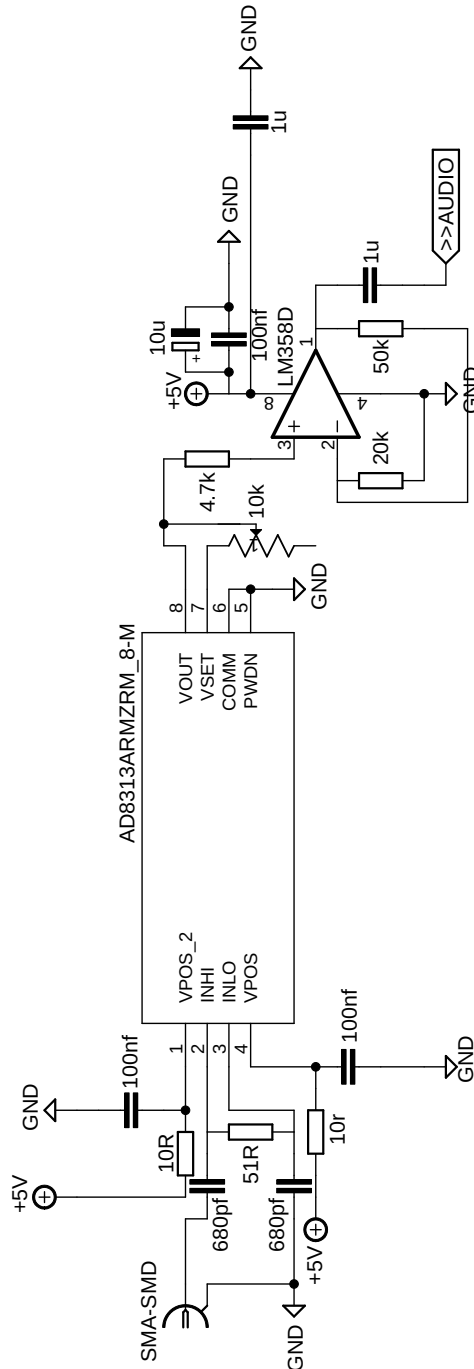 GND
1u
GND
10u
+
100nf
+5V
LM358D
8
1
4
3
+
2
−
1u
>>AUDIO
50k
20k
GND
4.7k
10k
1
GND
8
7
6
5
VOUT
VSET
COMM
PWDN
AD8313ARMZRM_8-M
VPOS_2
INHI
INLO
VPOS
1
2
3
4
100nf
GND
10R
+5V
51R
680pf
680pf
100nf
GND
10r
+5V
SMA-SMD
GND